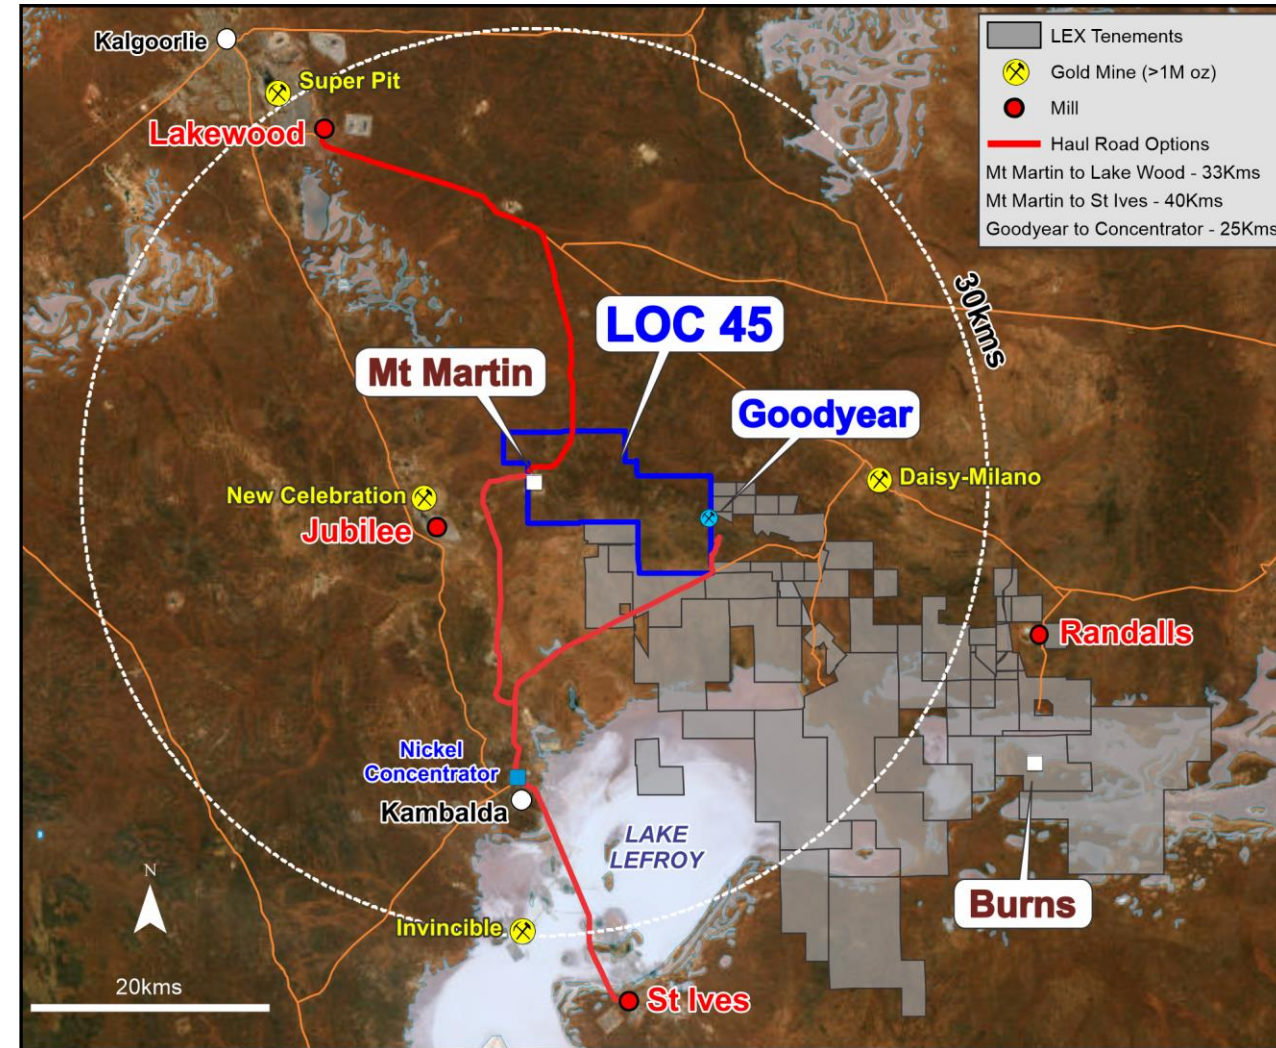 Kalgoorlie
Super Pit
Lakewood
LEX Tenements
Gold Mine (>1M oz)
Mill
Haul Road Options
Mt Martin to Lake Wood - 33Kms
Mt Martin to St Ives - 40Kms
Goodyear to Concentrator - 25Kms
30kms
LOC 45
Mt Martin
Goodyear
Daisy-Milano
New Celebration
Jubilee
Randalls
Nickel
Concentrator
Kambalda
LAKE
LEFROY
Burns
N
Invincible
20kms
St Ives